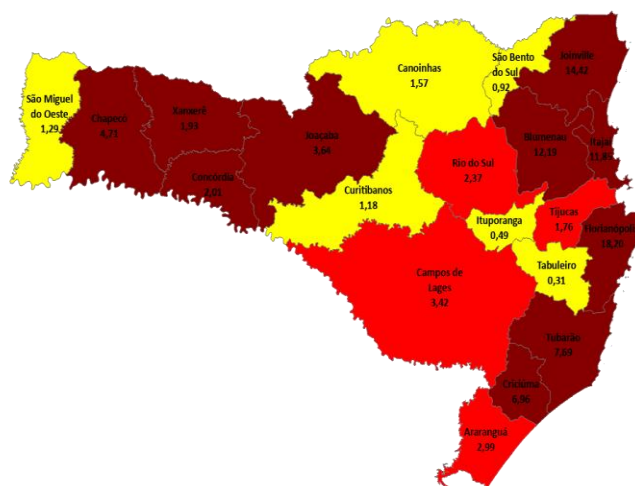 Joinville
14,42
São Bento
do Sul
0,92
Canoinhas
1,57
São Miguel
do Oeste
1,29
Chapecó
4,71
Xanxerê
1,93
Joaçaba
3,64
Blumenau
12,19
Itajaí
Concórdia
2,01
Rio do Sul
2,37
Curitibanos
1,18
Ituporanga
0,49
Tijucas
1,76
Florianópolis
18,20
Tabuleiro
0,31
Campos de
Lages
3,42
Tubarão
7,69
Criciúma
6,96
Araranguá
2,99